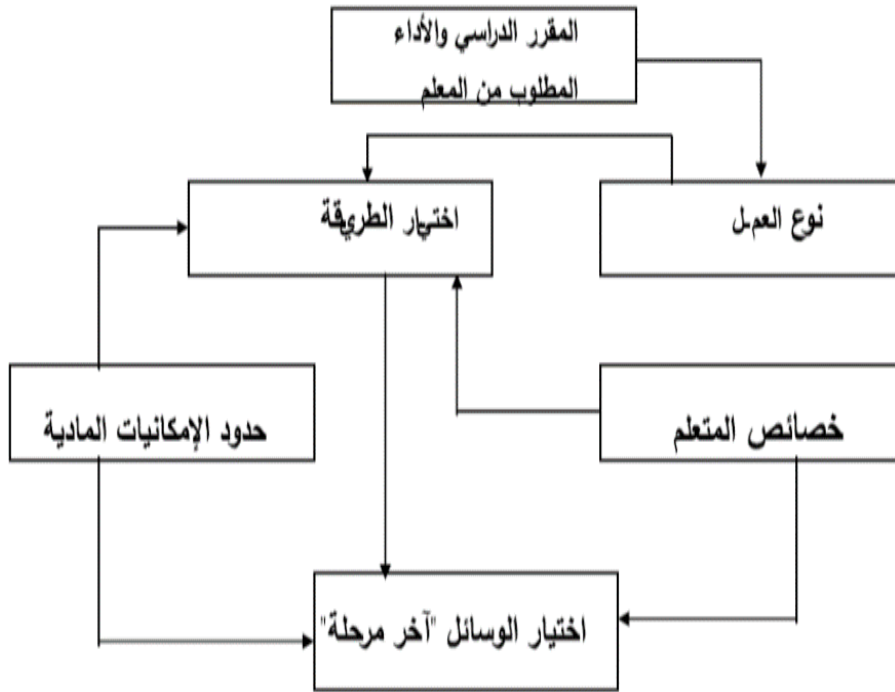 المقرر الدراسي والأداء
المطلوب من المعلم
نوع العمل
اختيار الطريقة
خصائص المتعلم
حدود الإمكانيات المادية
اختيار الوسائل "آخر مرحلة"